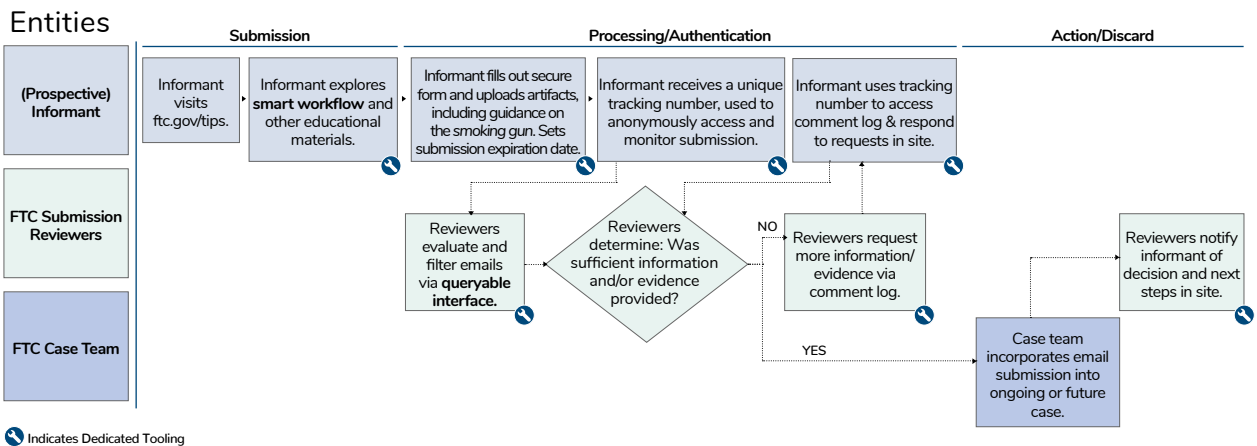 Entities
Submission
Processing/Authentication
Action/Discard
(Prospective)
Informant
Informant
visits
ftc.gov/tips.
Informant explores
smart workflow and
other educational
materials.
Informant fills out secure
form and uploads artifacts,
including guidance on
the smoking gun. Sets
submission expiration date.
Informant receives a unique
tracking number, used to
anonymously access and
monitor submission.
Informant uses tracking
number to access
comment log & respond
to requests in site.
FTC Submission
Reviewers
Reviewers
evaluate and
filter emails
via queryable
interface.
Reviewers
determine: Was
sufficient information
and/or evidence
provided?
NO
Reviewers request
more information/
evidence via
comment log.
Reviewers notify
informant of
decision and next
steps in site.
FTC Case Team
YES
Case team
incorporates email
submission into
ongoing or future
case.
Indicates Dedicated Tooling